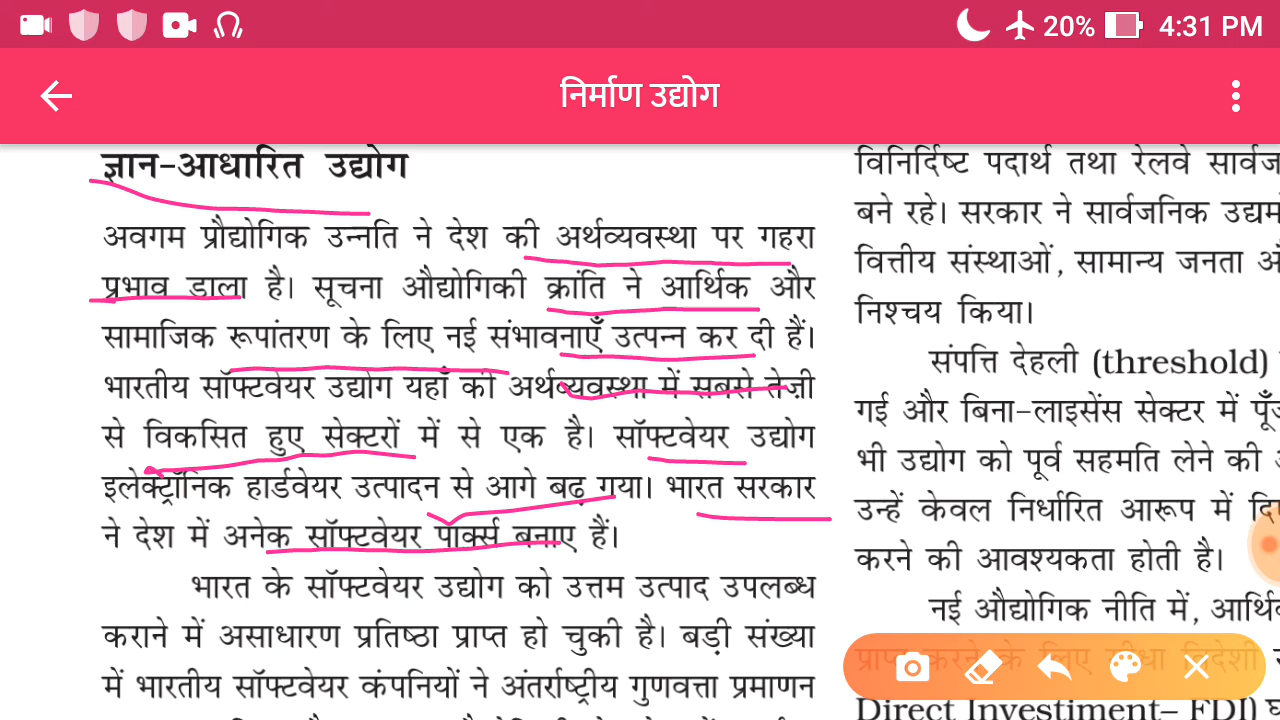 20% 4:31 PM
निर्माण उद्योग
ज्ञान-आधारित उद्योग
अवगम प्रौद्योगिक उन्नति ने देश की अर्थव्यवस्था पर गहरा
प्रभाव डाला है। सूचना औद्योगिकी क्रांति ने आर्थिक और
सामाजिक रूपांतरण के लिए नई संभावनाएँ उत्पन्न कर दी हैं।
भारतीय सॉफ्टवेयर उद्योग यहाँ की अर्थव्यवस्था में सबसे तेज़ी
से विकसित हुए सेक्टरों में से एक है। सॉफ्टवेयर उद्योग
इलेक्ट्रॉनिक हार्डवेयर उत्पादन से आगे बढ़ गया। भारत सरकार
ने देश में अनेक सॉफ्टवेयर पार्क्स बनाए हैं।
भारत के सॉफ्टवेयर उद्योग को उत्तम उत्पाद उपलब्ध
कराने में असाधारण प्रतिष्ठा प्राप्त हो चुकी है। बड़ी संख्या
में भारतीय सॉफ्टवेयर कंपनियों ने अंतर्राष्ट्रीय गुणवत्ता प्रमाणन
विनिर्दिष्ट पदार्थ तथा रेलवे
बने रहे। सरकार ने सार्वजनिक
वित्तीय संस्थाओं, सामान्य जनता
निश्चय किया।
संपत्ति देहली (threshold)
गई और बिना-लाइसेंस सेक्टर में
भी उद्योग को पूर्व सहमति लेने की
उन्हें केवल निर्धारित आरूप में
करने की आवश्यकता होती है।
नई औद्योगिक नीति में,
प्राप्त करने के लिए सीधा विदेशी
Direct Investiment– FDI)